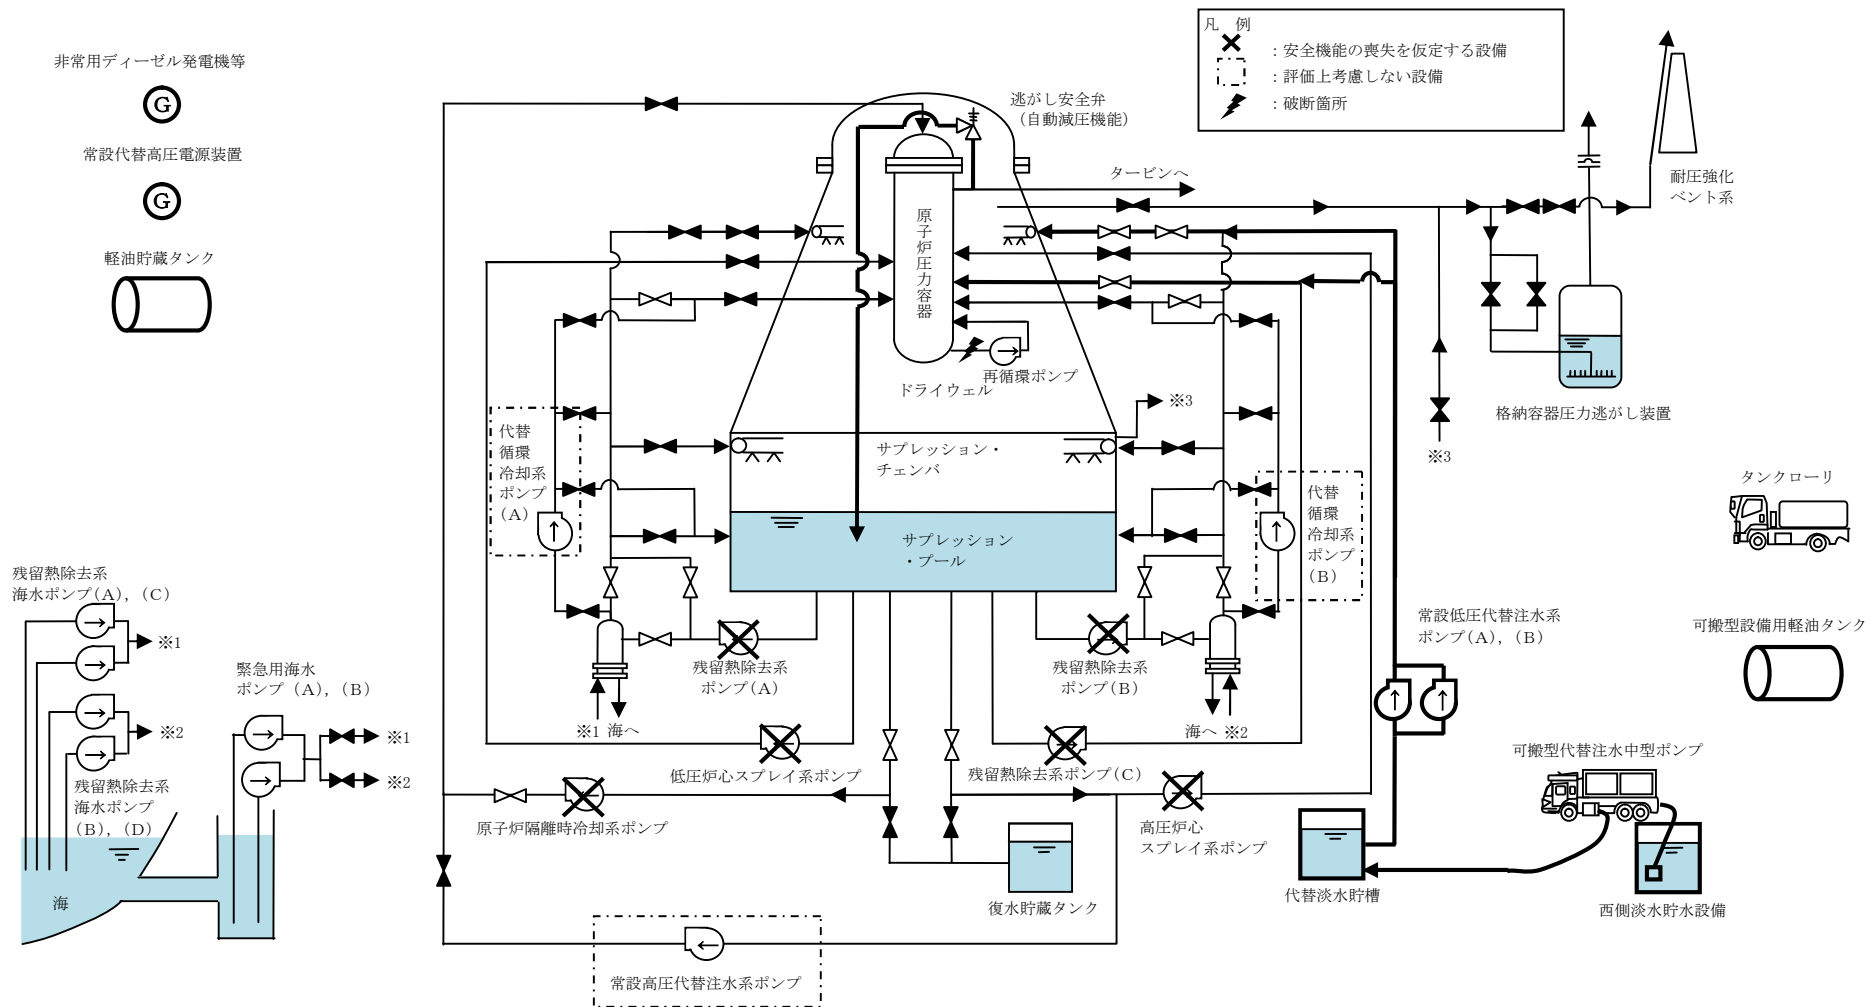 凡 例
：安全機能の喪失を仮定する設備
：評価上考慮しない設備
：破断箇所
非常用ディーゼル発電機等
G
常設代替高圧電源装置
G
軽油貯蔵タンク
逃がし安全弁
（自動減圧機能）
タービンへ
耐圧強化
ベント系
原子炉圧力容器
再循環ポンプ
ドライウェル
格納容器圧力逃がし装置
※3
※3
サプレッション・
チェンバ
サプレッション
・プール
代替
循環
冷却系
ポンプ
（A）
代替
循環
冷却系
ポンプ
（B）
タンクローリ
残留熱除去系
海水ポンプ(A)，（C）
※1
※2
残留熱除去系
海水ポンプ
（B），（D）
海
緊急用海水
ポンプ（A），（B）
※1
※2
残留熱除去系
ポンプ(A)
残留熱除去系
ポンプ(B)
※1 海へ
海へ ※2
常設低圧代替注水系
ポンプ(A)，（B）
可搬型設備用軽油タンク
低圧炉心スプレイ系ポンプ
残留熱除去系ポンプ(C)
可搬型代替注水中型ポンプ
原子炉隔離時冷却系ポンプ
高圧炉心
スプレイ系ポンプ
復水貯蔵タンク
代替淡水貯槽
西側淡水貯水設備
常設高圧代替注水系ポンプ